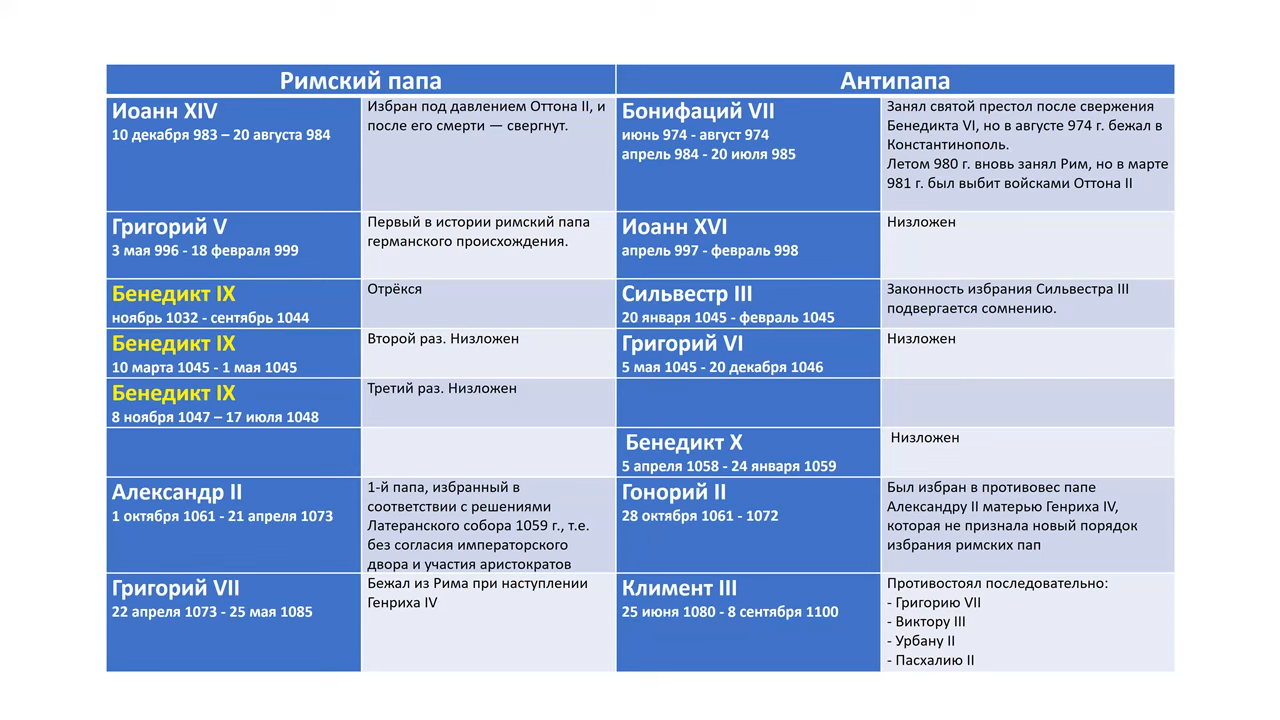 Римский папа
Антипапа
Иоанн XIV
10 декабря 983 – 20 августа 984
Избран под давлением Оттона II, и
после его смерти — свергнут.
Бонифаций VII
июнь 974 - август 974
апрель 984 - 20 июля 985
Занял святой престол после свержения
Бенедикта VI, но в августе 974 г. бежал в
Константинополь.
Летом 980 г. вновь занял Рим, но в марте
981 г. был выбит войсками Оттона II
Григорий V
3 мая 996 - 18 февраля 999
Первый в истории римский папа
германского происхождения.
Иоанн XVI
апрель 997 - февраль 998
Низложен
Бенедикт IX
ноябрь 1032 - сентябрь 1044
Отрёкся
Сильвестр III
20 января 1045 - февраль 1045
Законность избрания Сильвестра III
подвергается сомнению.
Бенедикт IX
10 марта 1045 - 1 мая 1045
Второй раз. Низложен
Григорий VI
5 мая 1045 - 20 декабря 1046
Низложен
Бенедикт IX
8 ноября 1047 – 17 июля 1048
Третий раз. Низложен
Бенедикт X
5 апреля 1058 - 24 января 1059
Низложен
Александр II
1 октября 1061 - 21 апреля 1073
1-й папа, избранный в
соответствии с решениями
Латеранского собора 1059 г., т.е.
без согласия императорского
двора и участия аристократов
Гонорий II
28 октября 1061 - 1072
Был избран в противовес папе
Александру II матерью Генриха IV,
которая не признала новый порядок
избрания римских пап
Григорий VII
22 апреля 1073 - 25 мая 1085
Бежал из Рима при наступлении
Генриха IV
Климент III
25 июня 1080 - 8 сентября 1100
Противостоял последовательно:
- Григорию VII
- Виктору III
- Урбану II
- Пасхалию II